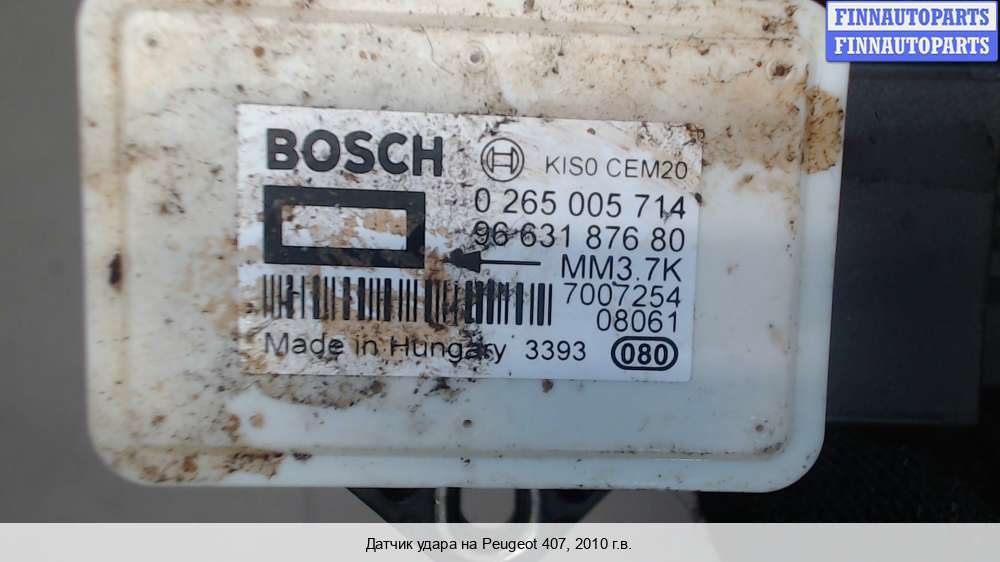 FINNAUTOPARTS
FINNAUTOPARTS
BOSCH
KIS0 CEM20
0 265 005 714
96 631 876 80
MM3.7K
7007254
08061
Made in Hungary 3393 080
Датчик удара на Peugeot 407, 2010 г.в.